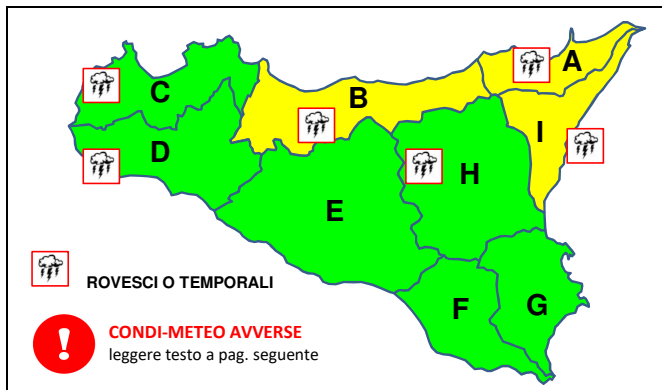 A
B
C
I
D
H
E
F
G
ROVESCI O TEMPORALI
!
CONDI-METEO AVVERSE
leggere testo a pag. seguente